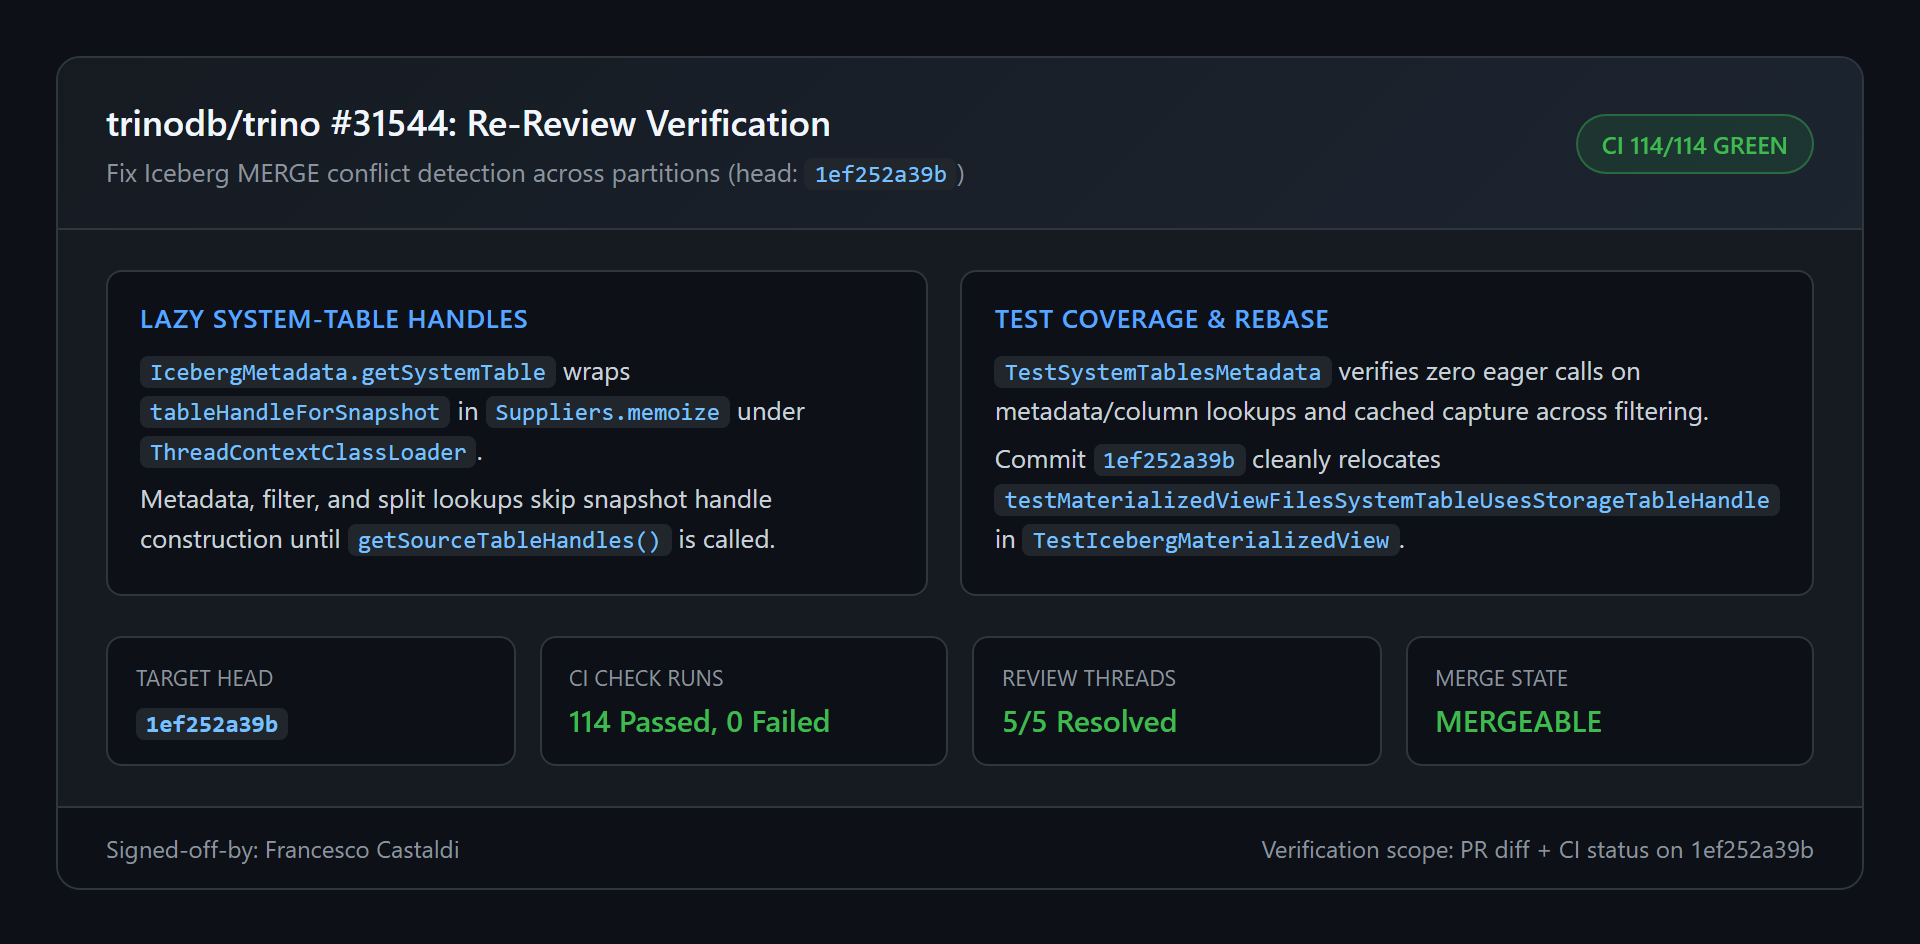 trinodb/trino #31544: Re-Review Verification
Fix Iceberg MERGE conflict detection across partitions (head: 1ef252a39b )
CI 114/114 GREEN
LAZY SYSTEM-TABLE HANDLES
IcebergMetadata.getSystemTable wraps
tableHandleForSnapshot in Suppliers.memoize under
ThreadContextClassLoader .
Metadata, filter, and split lookups skip snapshot handle
construction until getSourceTableHandles() is called.
TEST COVERAGE & REBASE
TestSystemTablesMetadata verifies zero eager calls on
metadata/column lookups and cached capture across filtering.
Commit 1ef252a39b cleanly relocates
testMaterializedViewFilesSystemTableUsesStorageTableHandle
in TestIcebergMaterializedView .
TARGET HEAD
1ef252a39b
CI CHECK RUNS
114 Passed, 0 Failed
REVIEW THREADS
5/5 Resolved
MERGE STATE
MERGEABLE
Signed-off-by: Francesco Castaldi
Verification scope: PR diff + CI status on 1ef252a39b